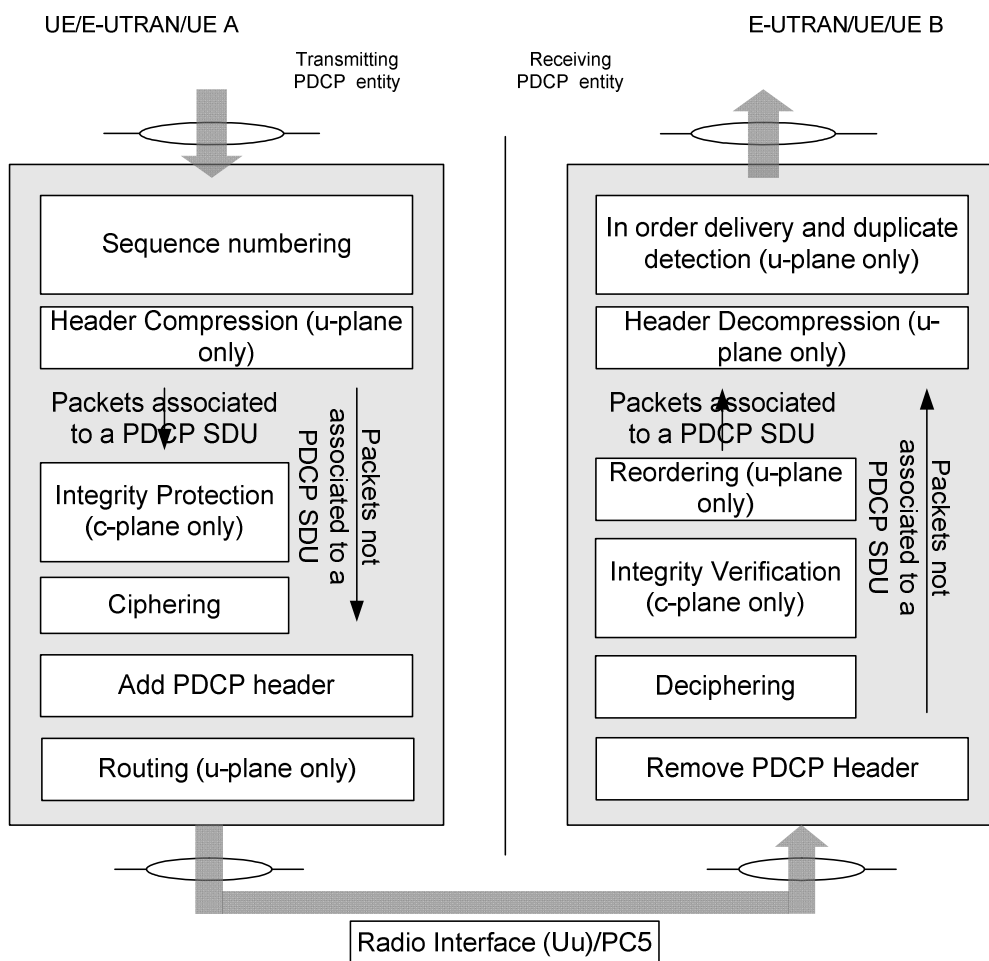 UE/E-UTRAN/UE A
E-UTRAN/UE/UE B
Transmitting
PDCP entity
Receiving
PDCP entity
Sequence numbering
Header Compression (u-plane
only)
Packets associated
to a PDCP SDU
Packets not
associated to a
PDCP SDU
Integrity Protection
(c-plane only)
Ciphering
Add PDCP header
Routing (u-plane only)
In order delivery and duplicate
detection (u-plane only)
Header Decompression (u-
plane only)
Packets associated
to a PDCP SDU
Packets not
associated to a
PDCP SDU
Reordering (u-plane
only)
Integrity Verification
(c-plane only)
Deciphering
Remove PDCP Header
Radio Interface (Uu)/PC5